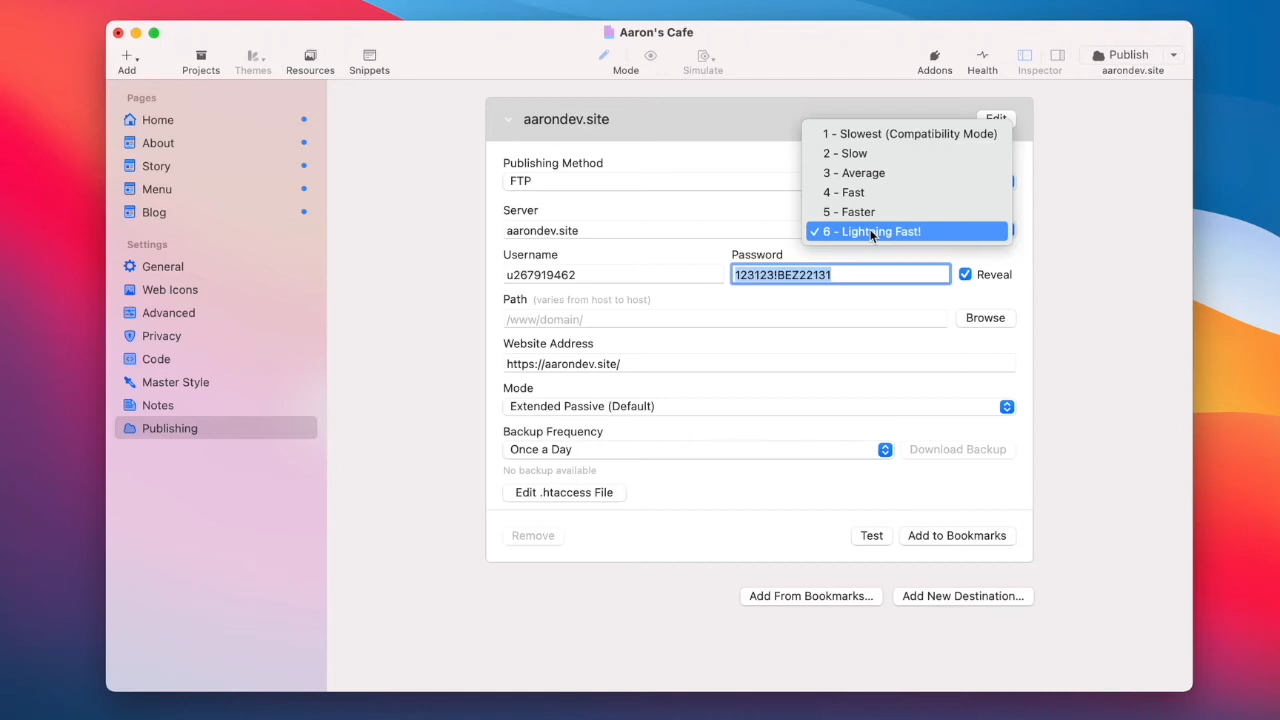 Aaron's Cafe
Add
Projects
Themes
Resources
Snippets
Mode
Simulate
Addons
Health
Inspector
Publish
aarondev.site
Pages
Home
About
Story
Menu
Blog
Settings
General
Web Icons
Advanced
Privacy
Code
Master Style
Notes
Publishing
aarondev.site
Edit
Publishing Method
FTP
1 - Slowest (Compatibility Mode)
2 - Slow
3 - Average
4 - Fast
5 - Faster
✓ 6 - Lightning Fast!
Server
aarondev.site
Username
u267919462
Password
123123!BEZ22131
Reveal
Path (varies from host to host)
/www/domain/
Browse
Website Address
https://aarondev.site/
Mode
Extended Passive (Default)
Backup Frequency
Once a Day
Download Backup
No backup available
Edit .htaccess File
Remove
Test
Add to Bookmarks
Add From Bookmarks...
Add New Destination...